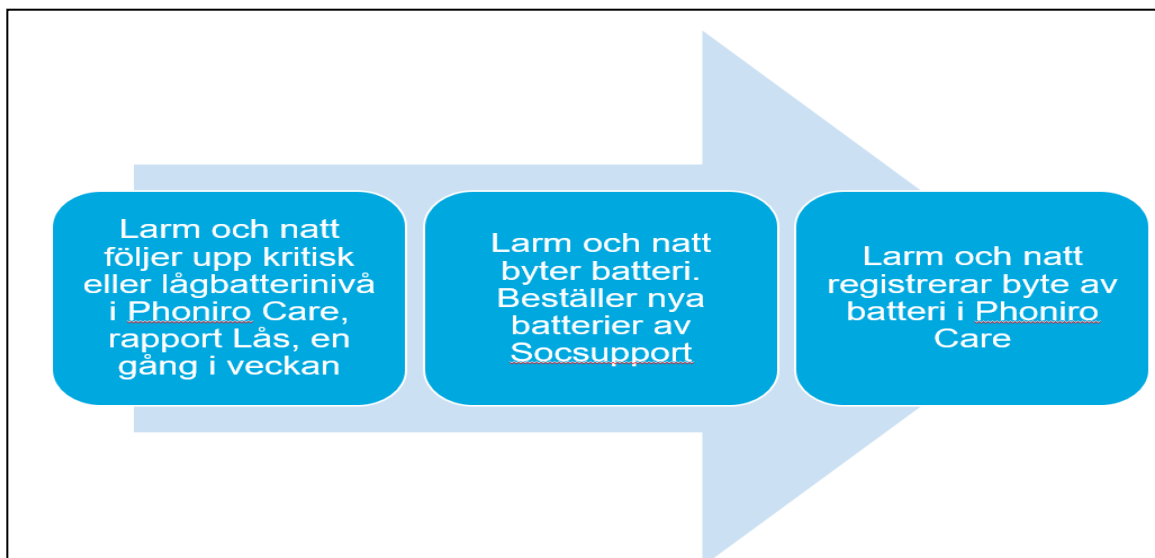 Larm och natt
följer upp kritisk
eller lågbatterinivå
i Phoniro Care,
rapport Lås, en
gång i veckan
Larm och natt
byter batteri.
Beställer nya
batterier av
Socsupport
Larm och natt
registrerar byte av
batteri i Phoniro
Care